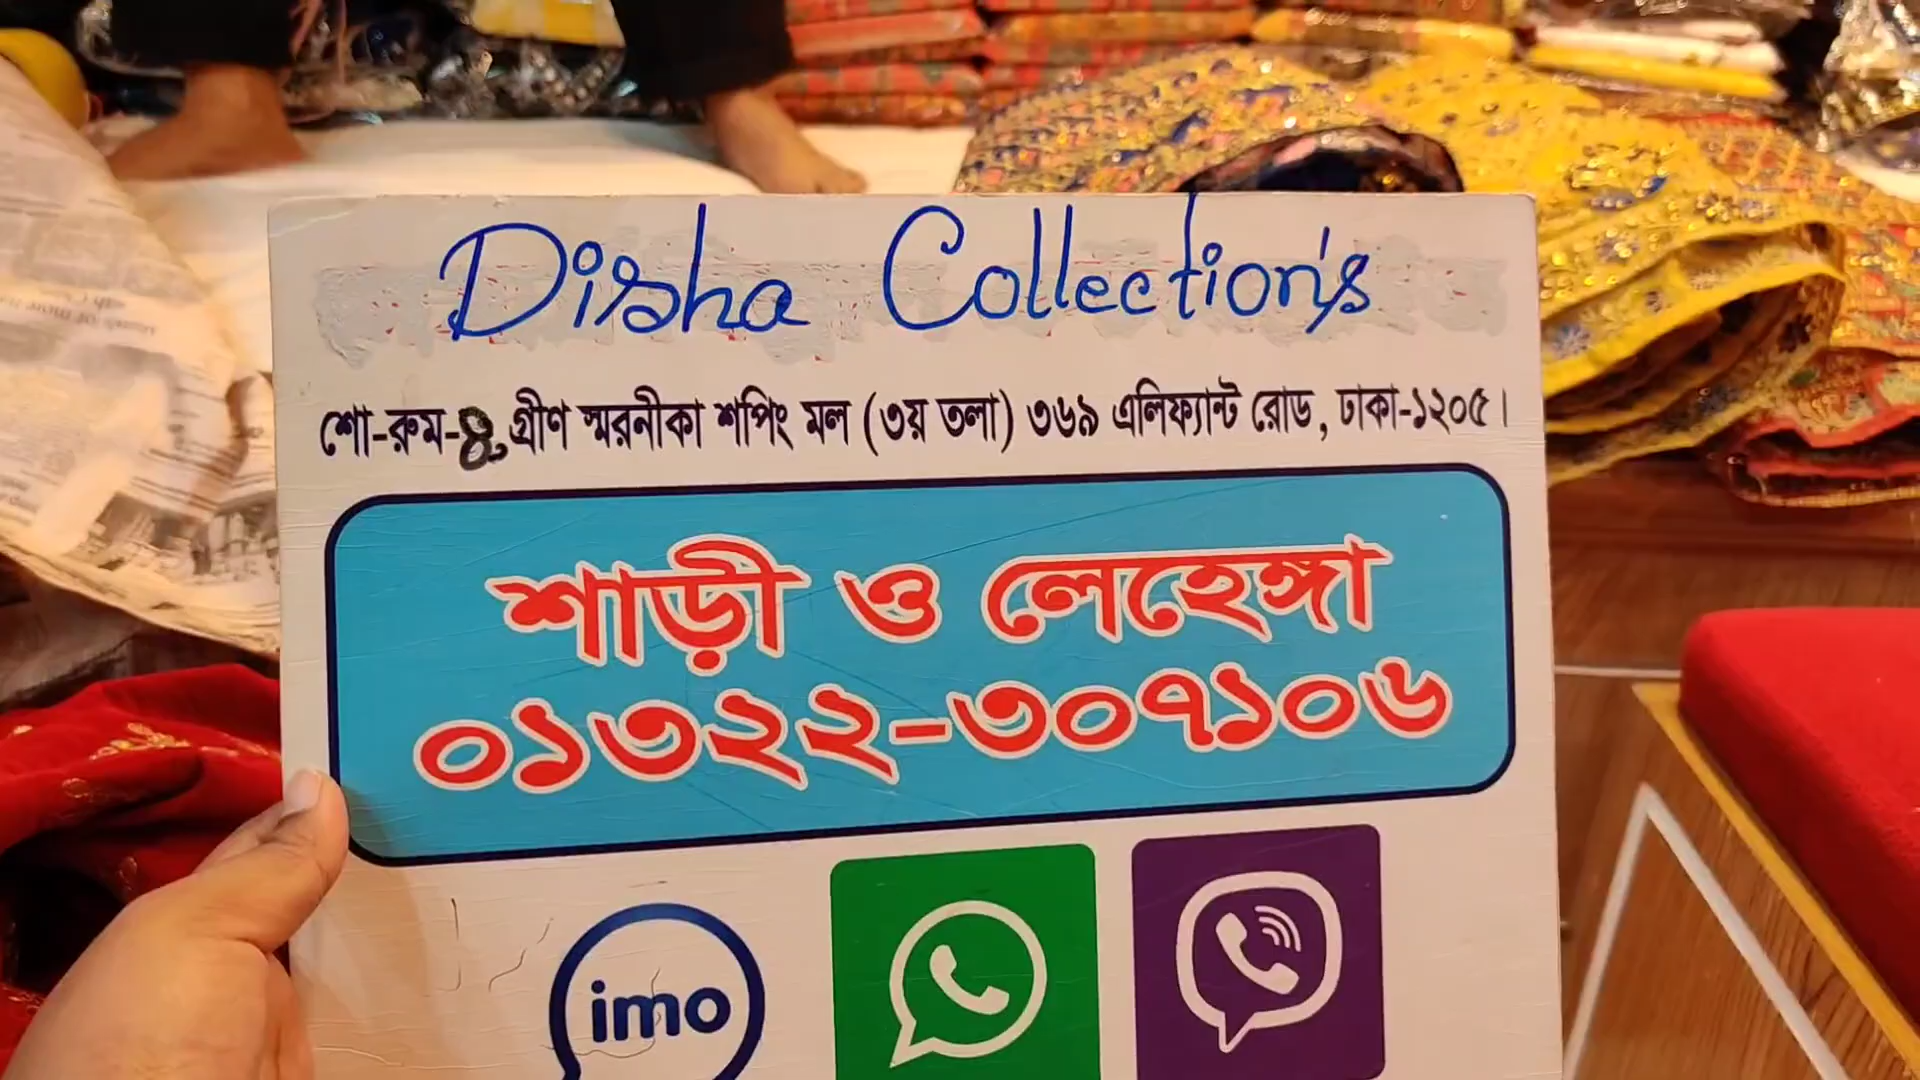 Disha Collection's
শো-রুম-৪, গ্রীণ স্মরনীকা শপিং মল (৩য় তলা) ৩৬৯ এলিফ্যান্ট রোড, ঢাকা-১২০৫।
শাড়ী ও লেহেঙ্গা
০১৩২২-৩০৭১০৬
imo